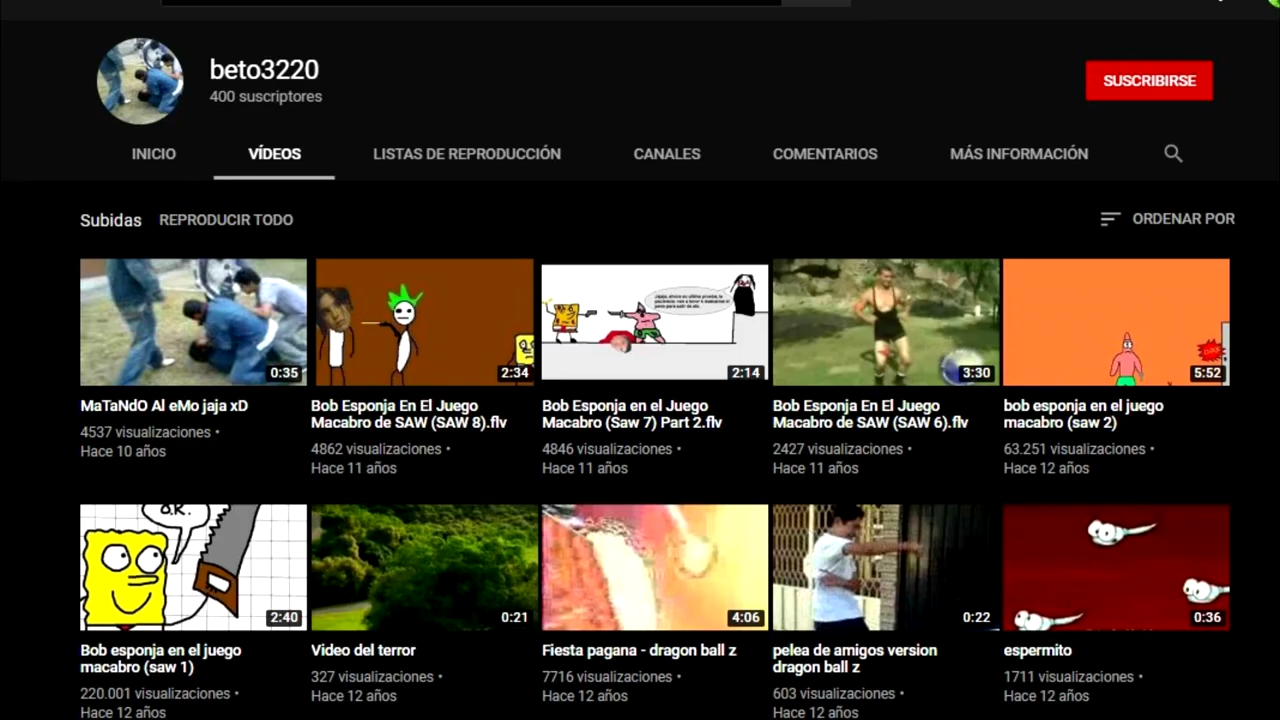 beto3220
400 suscriptores
SUSCRIBIRSE
INICIO
VÍDEOS
LISTAS DE REPRODUCCIÓN
CANALES
COMENTARIOS
MÁS INFORMACIÓN
Subidas
REPRODUCIR TODO
ORDENAR POR
0:35
2:34
2:14
3:30
5:52
MaTaNdO Al eMo jaja xD
4537 visualizaciones •
Hace 10 años
Bob Esponja En El Juego
Macabro de SAW (SAW 8).flv
4862 visualizaciones •
Hace 11 años
Bob Esponja en el Juego
Macabro (Saw 7) Part 2.flv
4846 visualizaciones •
Hace 11 años
Bob Esponja En El Juego
Macabro de SAW (SAW 6).flv
2427 visualizaciones •
Hace 11 años
bob esponja en el juego
macabro (saw 2)
63.251 visualizaciones •
Hace 12 años
O.K.
2:40
0:21
4:06
0:22
0:36
Bob esponja en el juego
macabro (saw 1)
220.001 visualizaciones •
Hace 12 años
Video del terror
327 visualizaciones •
Hace 12 años
Fiesta pagana - dragon ball z
7716 visualizaciones •
Hace 12 años
pelea de amigos version
dragon ball z
603 visualizaciones •
Hace 12 años
espermito
1711 visualizaciones •
Hace 12 años